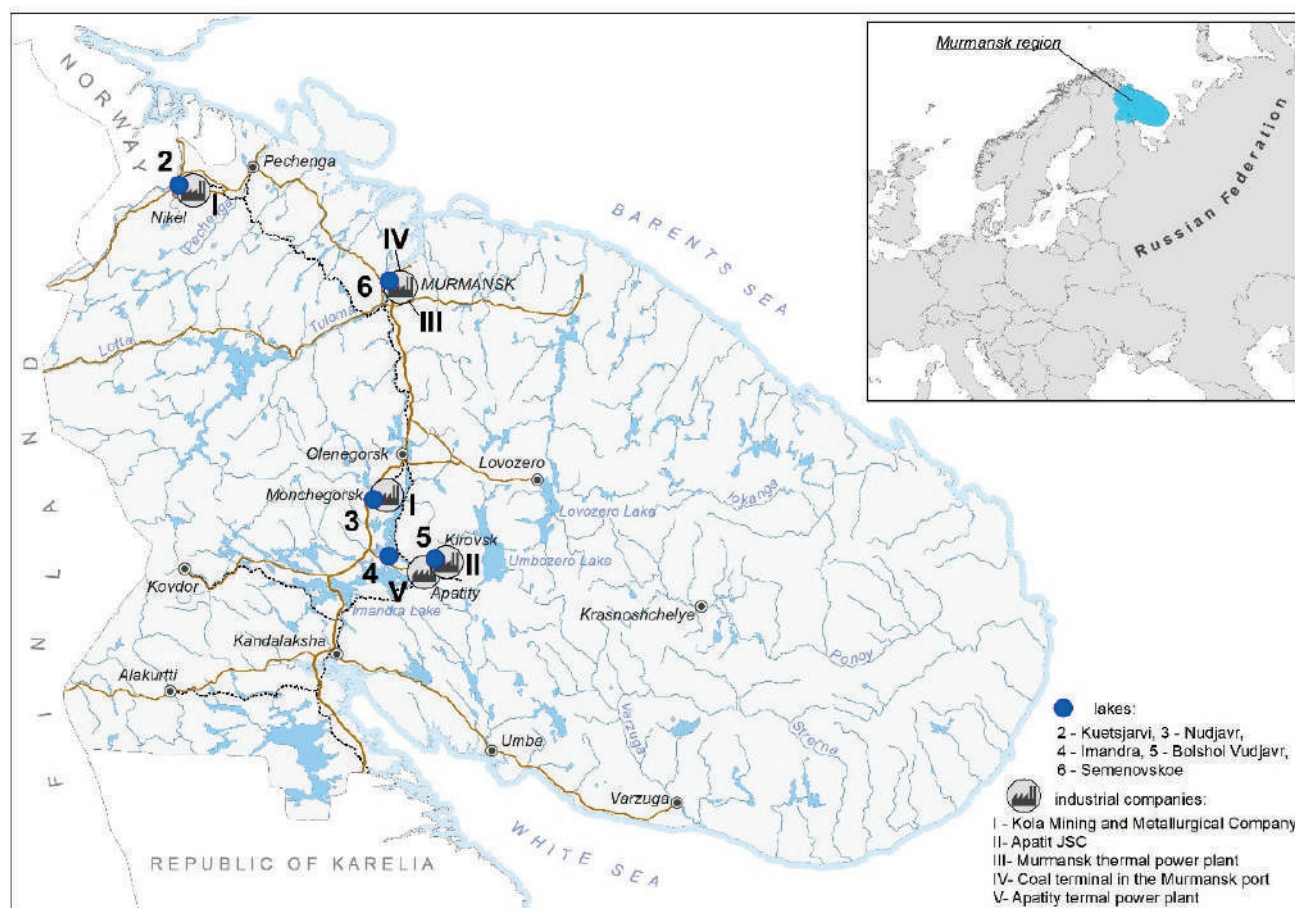 Murmansk region
Russian Federation
NORWAY
2
Pechenga
I
Nikel
(Pechenga)
BARENTS SEA
IV
6
MURMANSK
III
Lotta
Tuloma
FINLAND
Olenegorsk
Lovozero
Monchegorsk
I
3
Iokanga
Lovozero Lake
5
Kirovsk
4
II
Umbozero Lake
V
Apatity
Kovdor
Imandra Lake
Krasnoshchelye
Kandalaksha
Ponoy
Alakurtti
Varzuga
Strerna
Umba
Varzuga
WHITE SEA
REPUBLIC OF KARELIA
lakes:
2 - Kuetsjarvi, 3 - Nudjavr,
4 - Imandra, 5 - Bolshoi Vudjavr,
6 - Semenovskoe
industrial companies:
I - Kola Mining and Metallurgical Company
II- Apatit JSC
III- Murmansk thermal power plant
IV- Coal terminal in the Murmansk port
V- Apatity termal power plant